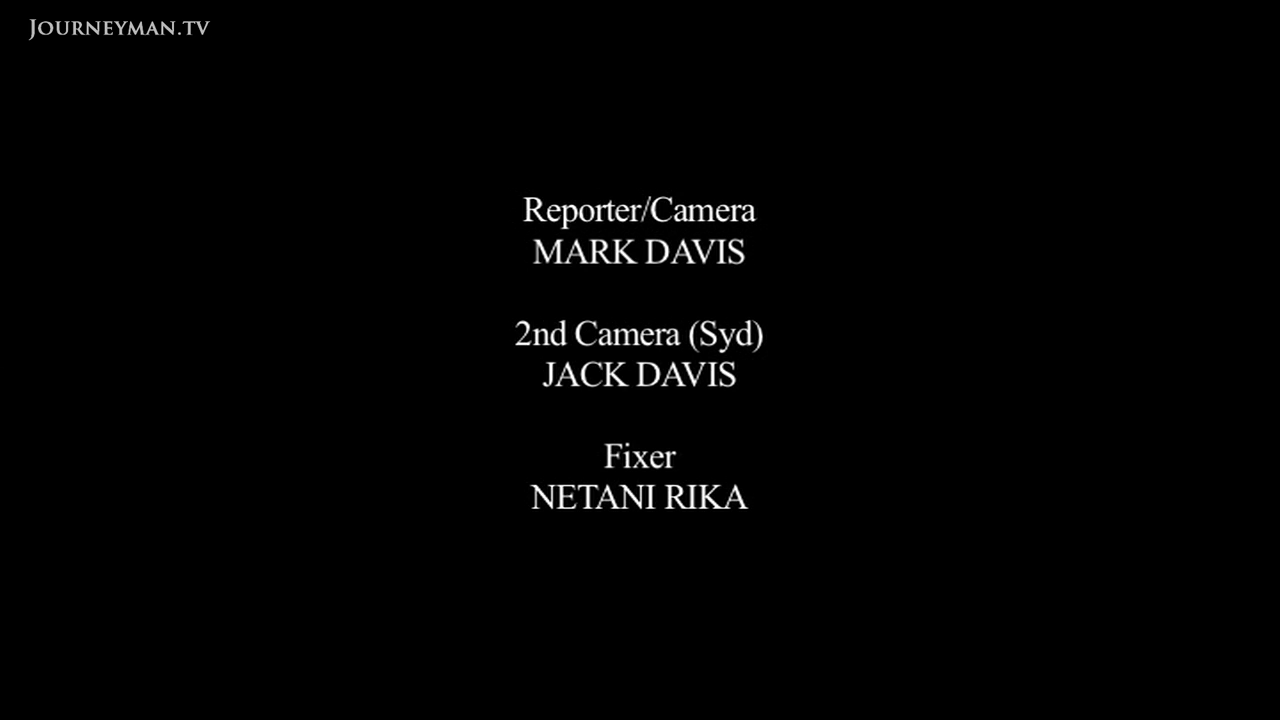 JOURNEYMAN.TV
Reporter/Camera
MARK DAVIS
2nd Camera (Syd)
JACK DAVIS
Fixer
NETANI RIKA